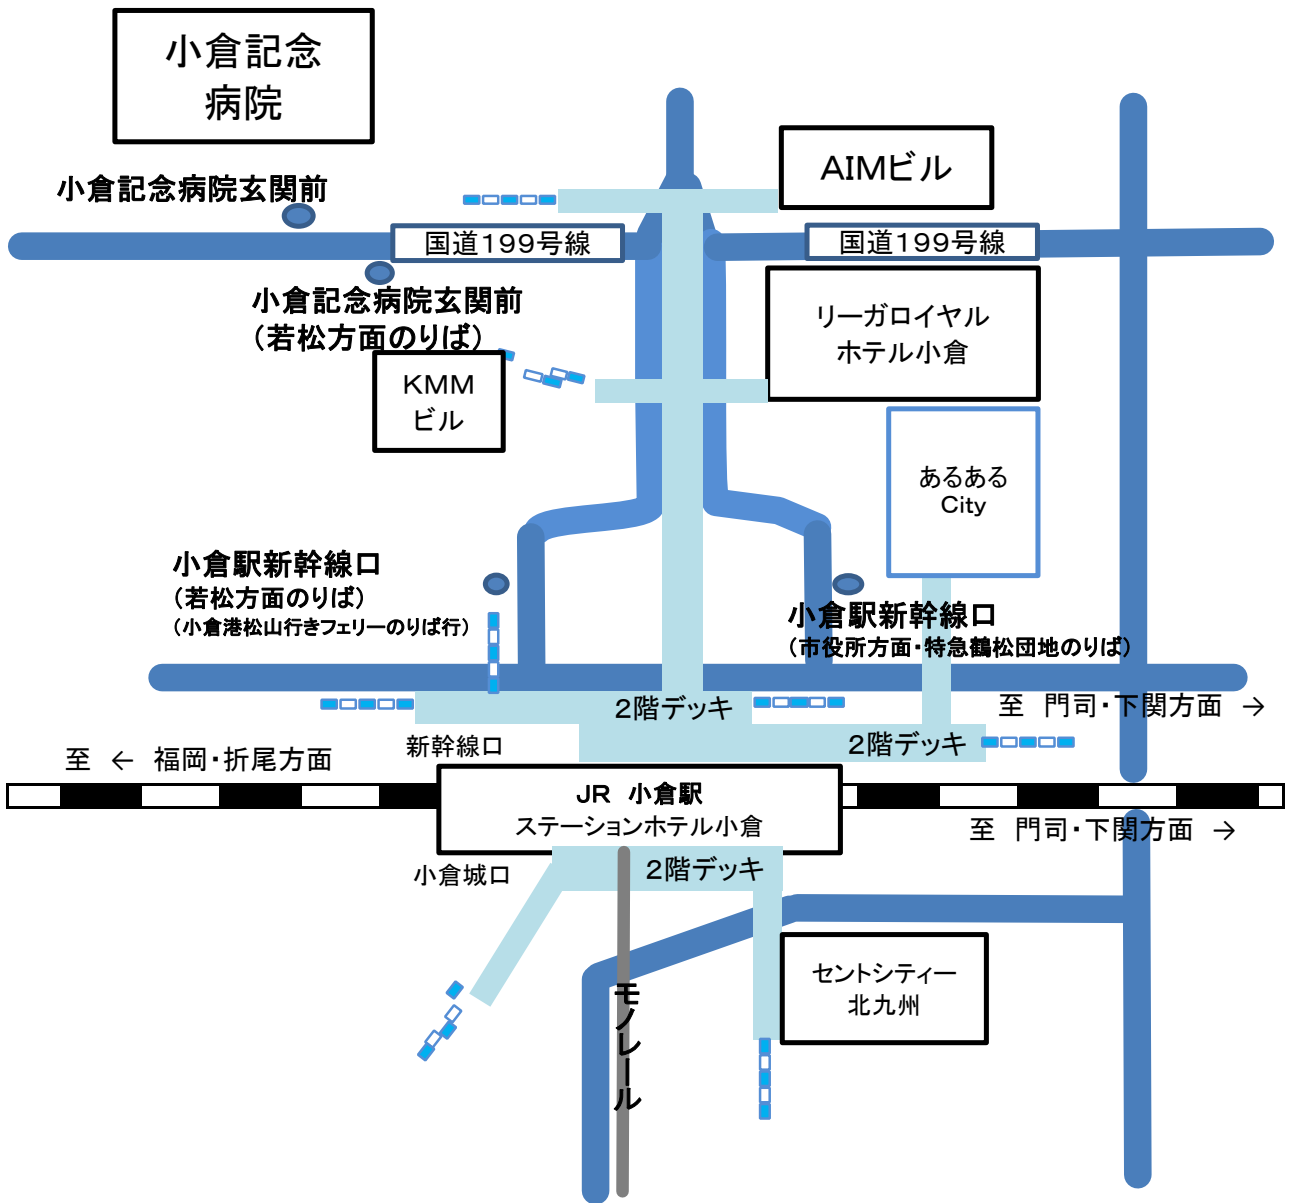 小倉記念
病院
AIMビル
小倉記念病院玄関前
国道199号線
国道199号線
小倉記念病院玄関前
（若松方面のりば）
リーガロイヤル
ホテル小倉
KMM
ビル
あるある
City
小倉駅新幹線口
（若松方面のりば）
（小倉港松山行きフェリーのりば行）
小倉駅新幹線口
（市役所方面・特急鶴松団地のりば）
2階デッキ
至　門司・下関方面　→
新幹線口
2階デッキ
至　←　福岡・折尾方面
JR　小倉駅
ステーションホテル小倉
至　門司・下関方面　→
小倉城口
2階デッキ
セントシティー
北九州
モノレール